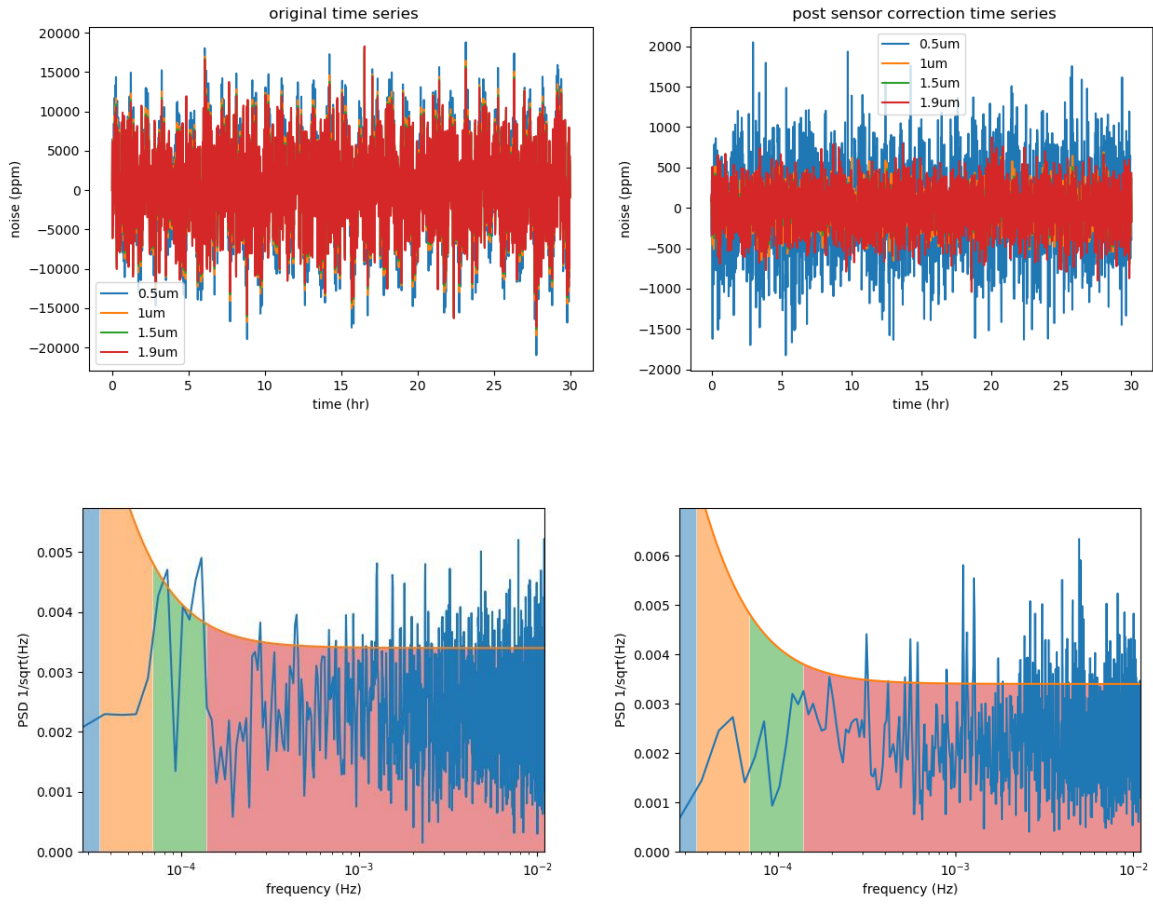 original time series
20000
15000
10000
5000
0
−5000
−10000
−15000
−20000
noise (ppm)
0.5um
1um
1.5um
1.9um
0 5 10 15 20 25 30
time (hr)
post sensor correction time series
2000
1500
1000
500
0
−500
−1000
−1500
−2000
noise (ppm)
0.5um
1um
1.5um
1.9um
0 5 10 15 20 25 30
time (hr)
0.005
0.004
0.003
0.002
0.001
0.000
PSD 1/sqrt(Hz)
10⁻⁴ 10⁻³ 10⁻²
frequency (Hz)
0.006
0.005
0.004
0.003
0.002
0.001
0.000
PSD 1/sqrt(Hz)
10⁻⁴ 10⁻³ 10⁻²
frequency (Hz)